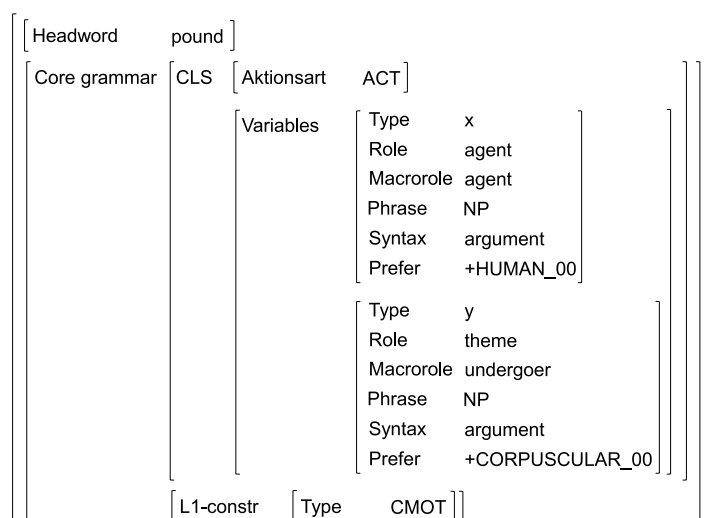 Headword pound
Core grammar CLS Aktionsart ACT
Variables Type x
Role agent
Macrorole agent
Phrase NP
Syntax argument
Prefer +HUMAN_00
Type y
Role theme
Macrorole undergoer
Phrase NP
Syntax argument
Prefer +CORPUSCULAR_00
L1-constr Type CMOT